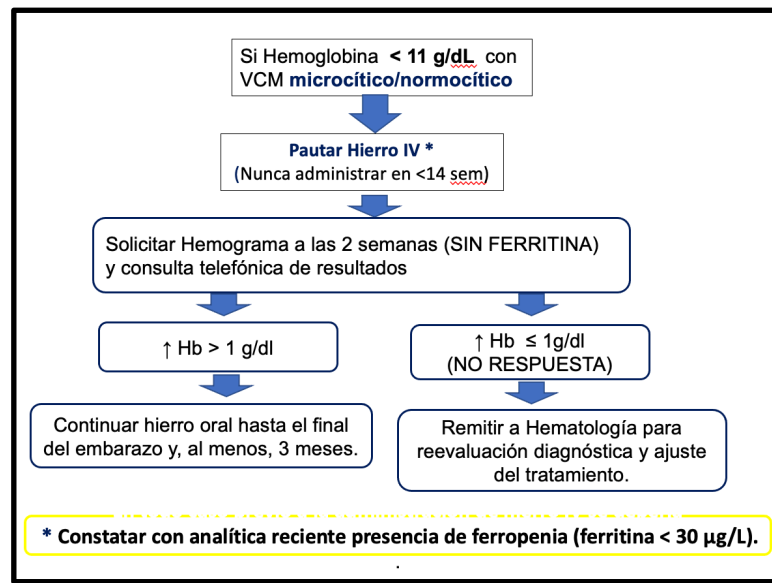 Si Hemoglobina < 11 g/dL con
VCM microcítico/normocítico
Pautar Hierro IV *
(Nunca administrar en <14 sem)
Solicitar Hemograma a las 2 semanas (SIN FERRITINA)
y consulta telefónica de resultados
↑ Hb > 1 g/dl
↑ Hb ≤ 1g/dl
(NO RESPUESTA)
Continuar hierro oral hasta el final
del embarazo y, al menos, 3 meses.
Remitir a Hematología para
reevaluación diagnóstica y ajuste
del tratamiento.
* Constatar con analítica reciente presencia de ferropenia (ferritina < 30 µg/L).
.